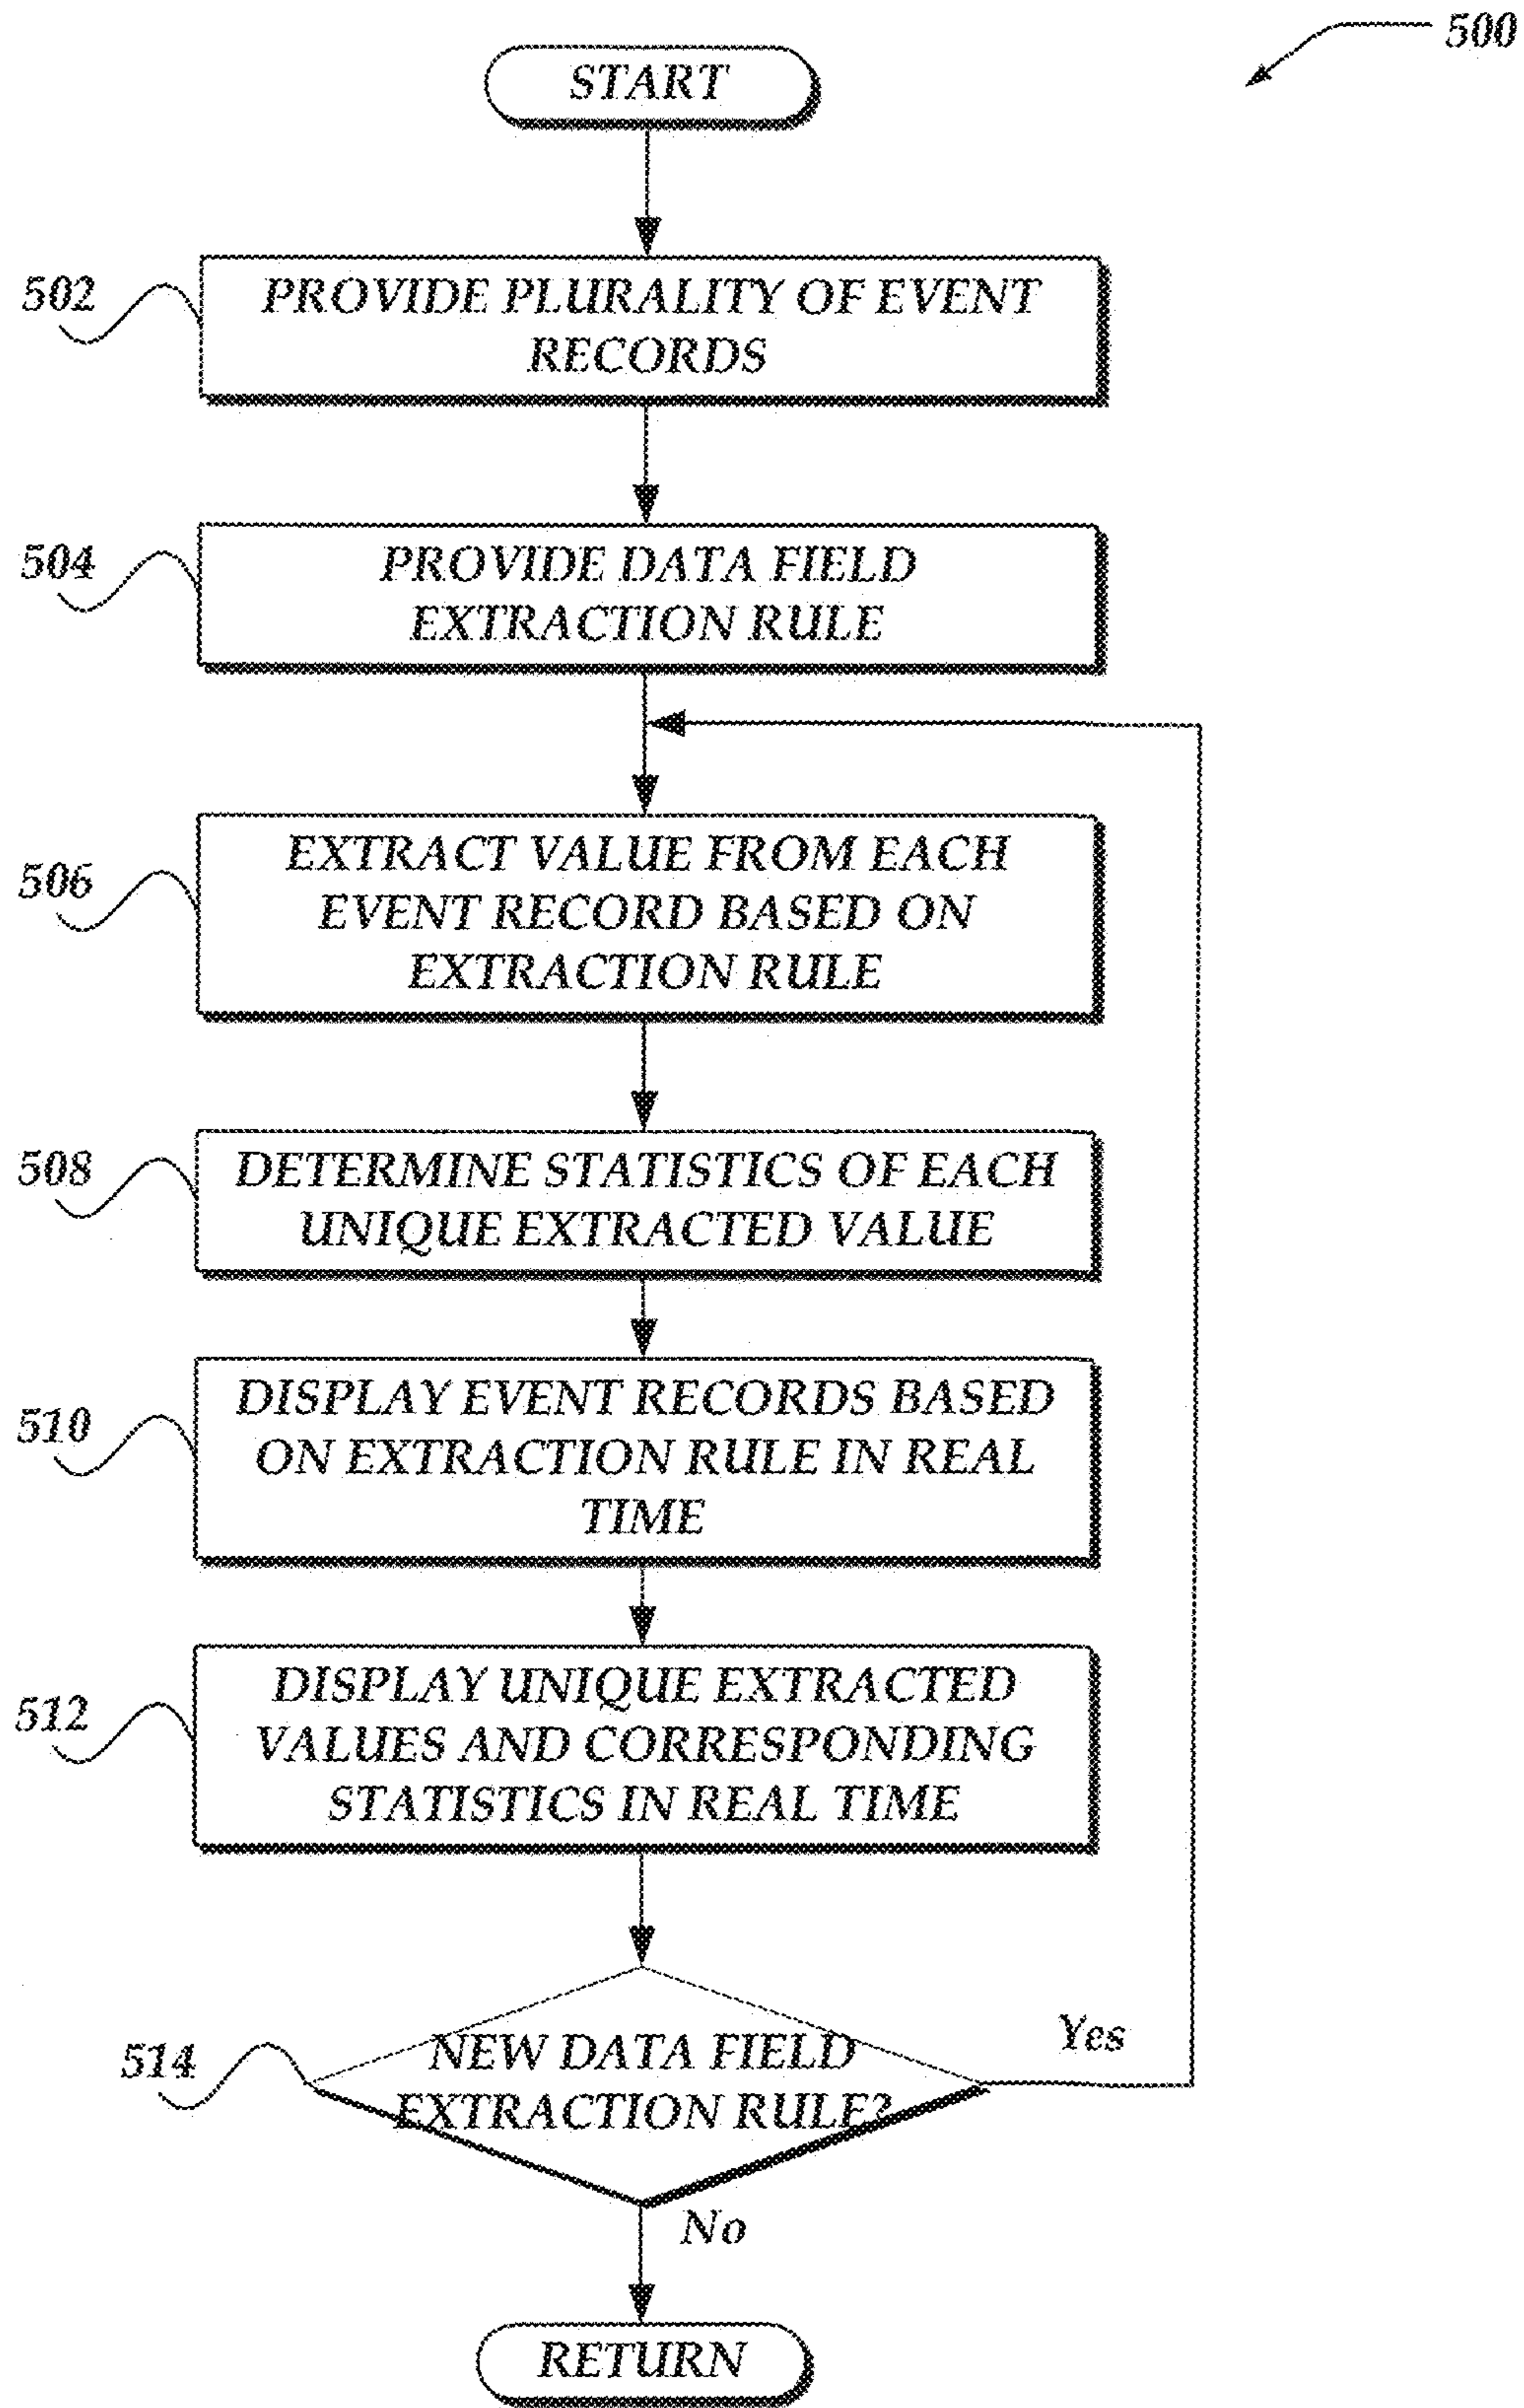 500
START
502
PROVIDE PLURALITY OF EVENT
RECORDS
504
PROVIDE DATA FIELD
EXTRACTION RULE
506
EXTRACT VALUE FROM EACH
EVENT RECORD BASED ON
EXTRACTION RULE
508
DETERMINE STATISTICS OF EACH
UNIQUE EXTRACTED VALUE
510
DISPLAY EVENT RECORDS BASED
ON EXTRACTION RULE IN REAL
TIME
512
DISPLAY UNIQUE EXTRACTED
VALUES AND CORRESPONDING
STATISTICS IN REAL TIME
514
NEW DATA FIELD
EXTRACTION RULE?
Yes
No
RETURN